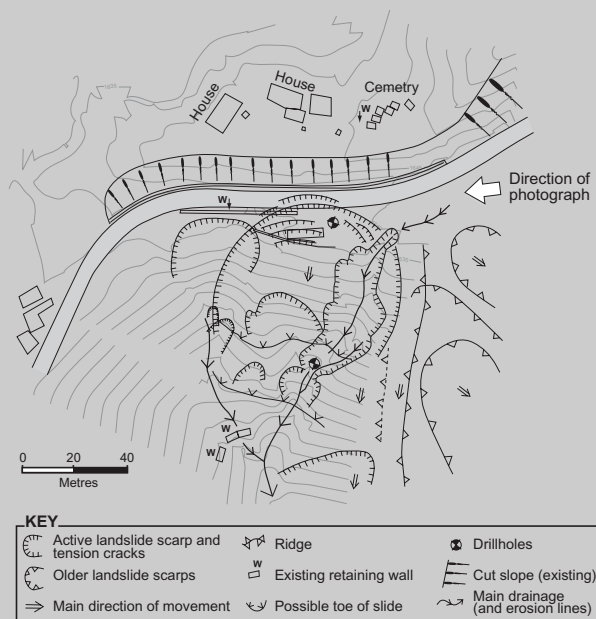 House
House
Cemetry
W
Direction of
photograph
W
W
W
0 20 40
Metres
KEY
Active landslide scarp and
tension cracks
Older landslide scarps
Main direction of movement
Ridge
W
Existing retaining wall
Possible toe of slide
Drillholes
Cut slope (existing)
Main drainage
(and erosion lines)